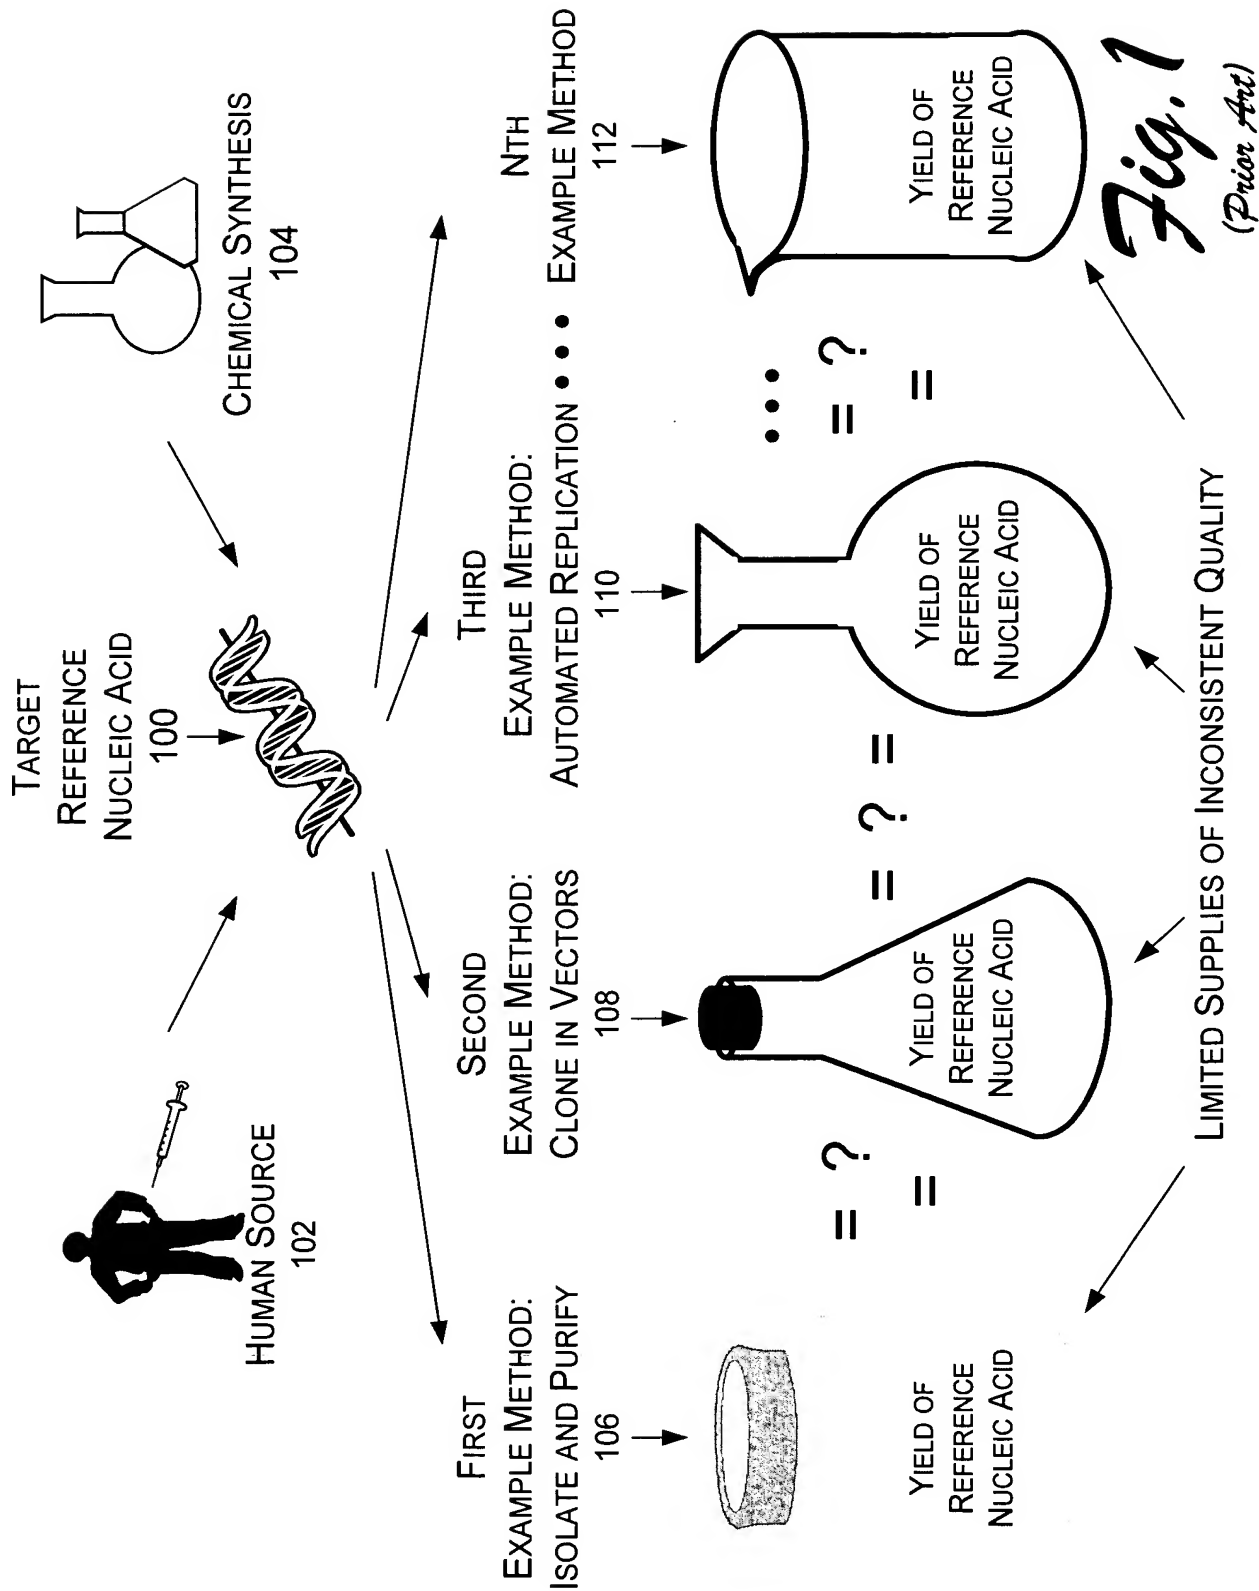 TARGET
REFERENCE
NUCLEIC ACID
100
HUMAN SOURCE
102
CHEMICAL SYNTHESIS
104
FIRST
EXAMPLE METHOD:
ISOLATE AND PURIFY
106
SECOND
EXAMPLE METHOD:
CLONE IN VECTORS
108
THIRD
EXAMPLE METHOD:
AUTOMATED REPLICATION
110
• • •
NTH
EXAMPLE METHOD
112
YIELD OF
REFERENCE
NUCLEIC ACID
= ?
=
YIELD OF
REFERENCE
NUCLEIC ACID
= ? =
YIELD OF
REFERENCE
NUCLEIC ACID
• • •
= ?
=
YIELD OF
REFERENCE
NUCLEIC ACID
LIMITED SUPPLIES OF INCONSISTENT QUALITY
Fig. 1
(Prior Art)